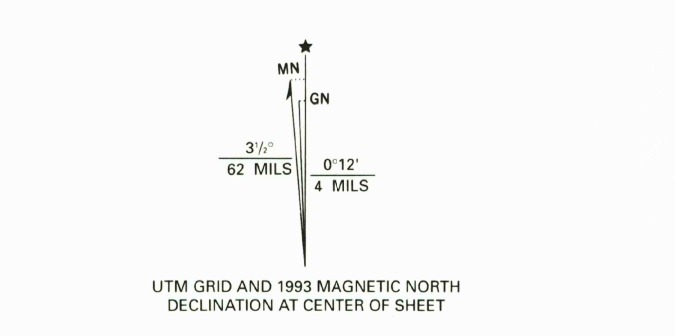 MN
GN
3½°
62 MILS
0°12'
4 MILS
UTM GRID AND 1993 MAGNETIC NORTH
DECLINATION AT CENTER OF SHEET